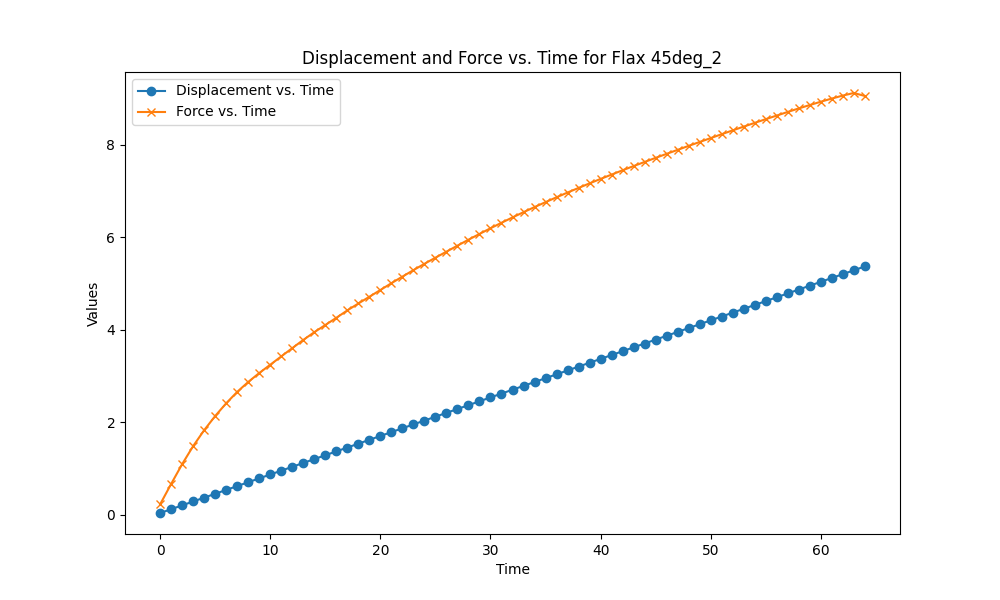 Displacement and Force vs. Time for Flax 45deg_2
Displacement vs. Time
Force vs. Time
Values
8
6
4
2
0
0 10 20 30 40 50 60
Time